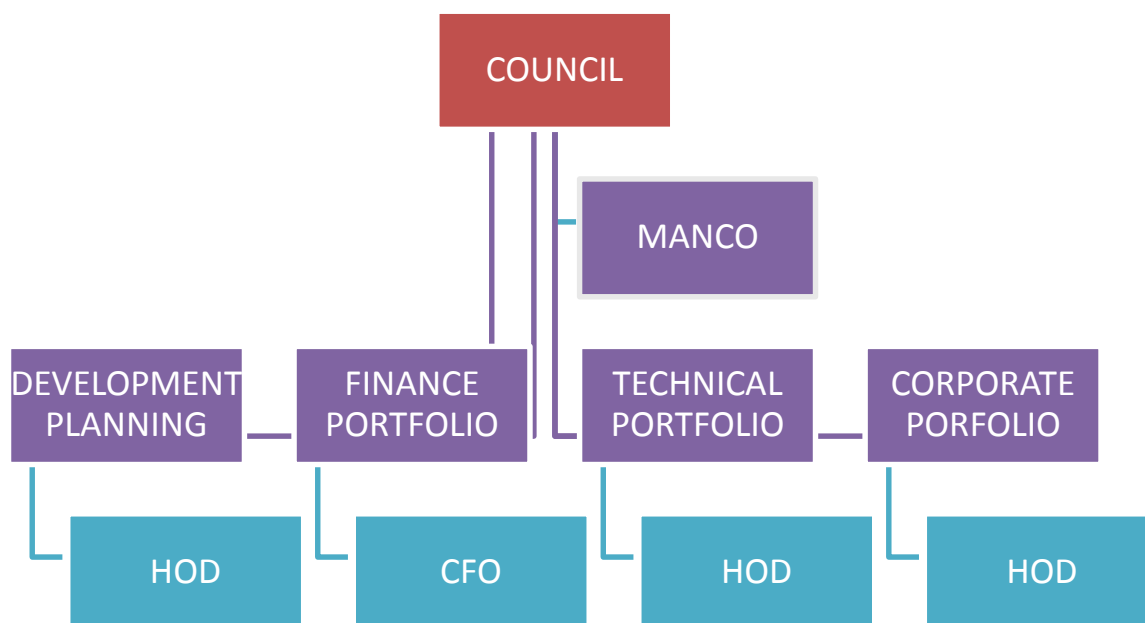 COUNCIL
MANCO
DEVELOPMENT
PLANNING
FINANCE
PORTFOLIO
TECHNICAL
PORTFOLIO
CORPORATE
PORFOLIO
HOD
CFO
HOD
HOD